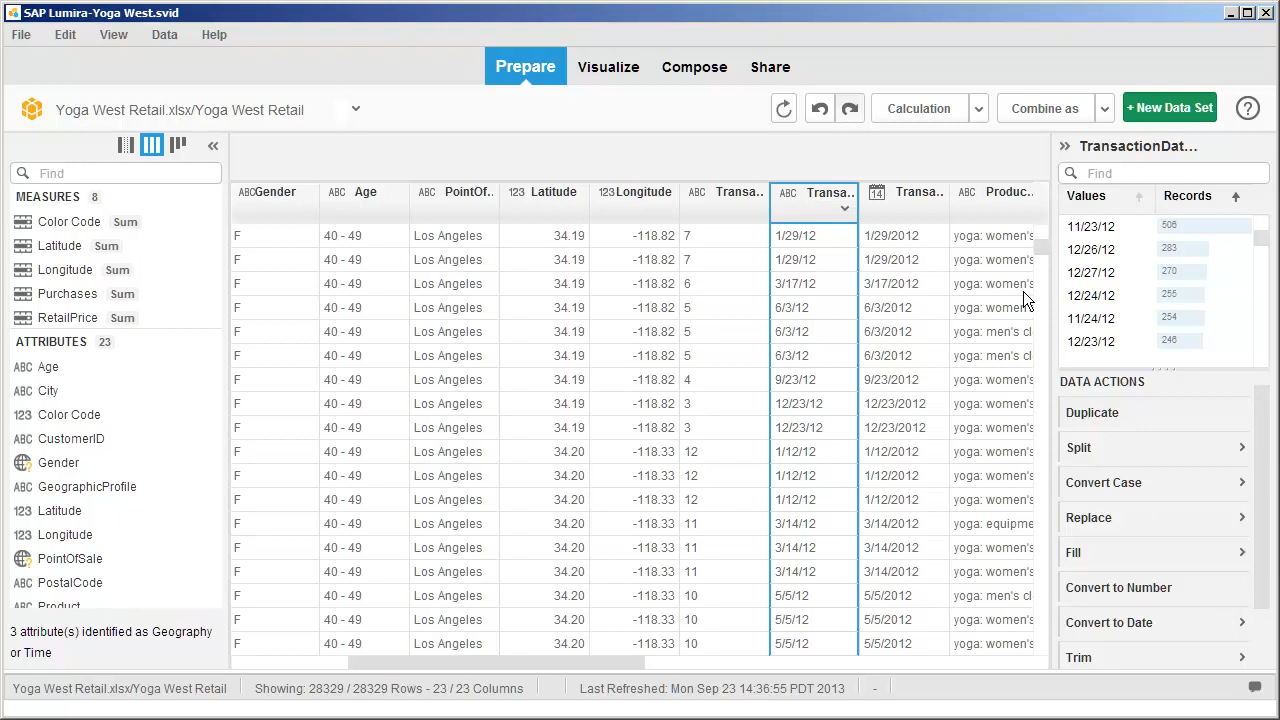 SAP Lumira-Yoga West.svid
File Edit View Data Help
Prepare Visualize Compose Share
Yoga West Retail.xlsx/Yoga West Retail Calculation Combine as + New Data Set ?
TransactionDat...
Find Find
MEASURES 8
Color Code Sum
Latitude Sum
Longitude Sum
Purchases Sum
RetailPrice Sum
ATTRIBUTES 23
ABC Age
ABC City
123 Color Code
ABC CustomerID
Gender
ABC GeographicProfile
123 Latitude
123 Longitude
PointOfSale
ABC PostalCode
Product
3 attribute(s) identified as Geography
or Time
ABC Gender ABC Age ABC PointOf.. 123 Latitude 123 Longitude ABC Transa.. ABC Transa.. 14 Transa.. ABC Produc..
F 40 - 49 Los Angeles 34.19 -118.82 7 1/29/12 1/29/2012 yoga: women's
F 40 - 49 Los Angeles 34.19 -118.82 7 1/29/12 1/29/2012 yoga: women's
F 40 - 49 Los Angeles 34.19 -118.82 6 3/17/12 3/17/2012 yoga: women's
F 40 - 49 Los Angeles 34.19 -118.82 5 6/3/12 6/3/2012 yoga: women's
F 40 - 49 Los Angeles 34.19 -118.82 5 6/3/12 6/3/2012 yoga: men's cl
F 40 - 49 Los Angeles 34.19 -118.82 5 6/3/12 6/3/2012 yoga: men's cl
F 40 - 49 Los Angeles 34.19 -118.82 4 9/23/12 9/23/2012 yoga: women's
F 40 - 49 Los Angeles 34.19 -118.82 3 12/23/12 12/23/2012 yoga: women's
F 40 - 49 Los Angeles 34.19 -118.82 3 12/23/12 12/23/2012 yoga: women's
F 40 - 49 Los Angeles 34.20 -118.33 12 1/12/12 1/12/2012 yoga: women's
F 40 - 49 Los Angeles 34.20 -118.33 12 1/12/12 1/12/2012 yoga: women's
F 40 - 49 Los Angeles 34.20 -118.33 12 1/12/12 1/12/2012 yoga: women's
F 40 - 49 Los Angeles 34.20 -118.33 11 3/14/12 3/14/2012 yoga: equipme
F 40 - 49 Los Angeles 34.20 -118.33 11 3/14/12 3/14/2012 yoga: women's
F 40 - 49 Los Angeles 34.20 -118.33 11 3/14/12 3/14/2012 yoga: women's
F 40 - 49 Los Angeles 34.20 -118.33 10 5/5/12 5/5/2012 yoga: men's cl
F 40 - 49 Los Angeles 34.20 -118.33 10 5/5/12 5/5/2012 yoga: women's
F 40 - 49 Los Angeles 34.20 -118.33 10 5/5/12 5/5/2012 yoga: women's
Values Records
11/23/12 506
12/26/12 283
12/27/12 270
12/24/12 255
11/24/12 254
12/23/12 246
DATA ACTIONS
Duplicate
Split
Convert Case
Replace
Fill
Convert to Number
Convert to Date
Trim
Yoga West Retail.xlsx/Yoga West Retail Showing: 28329 / 28329 Rows - 23 / 23 Columns Last Refreshed: Mon Sep 23 14:36:55 PDT 2013 -